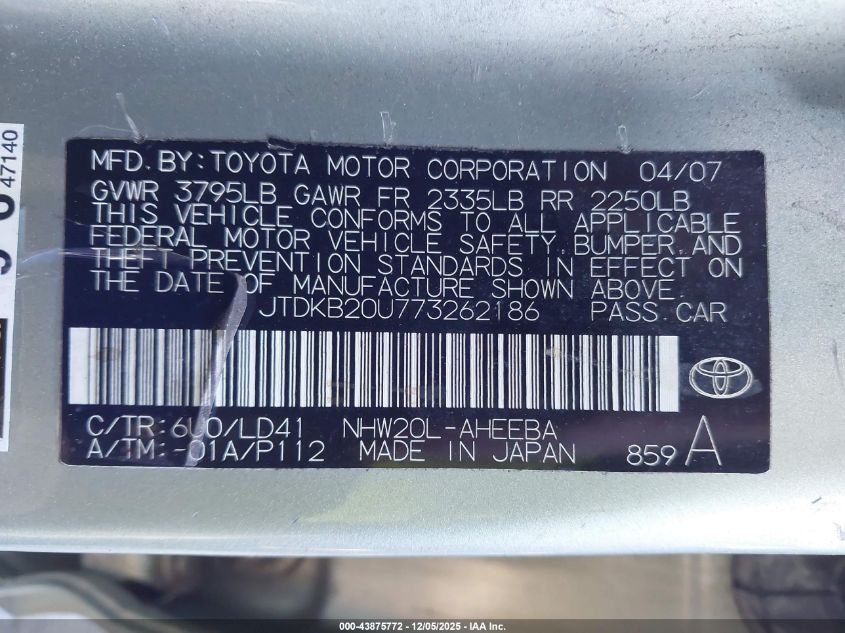 MFD. BY: TOYOTA MOTOR CORPORATION 04/07
GVWR 3795LB GAWR FR 2335LB RR 2250LB
THIS VEHICLE CONFORMS TO ALL APPLICABLE
FEDERAL MOTOR VEHICLE SAFETY, BUMPER, AND
THEFT PREVENTION STANDARDS IN EFFECT ON
THE DATE OF MANUFACTURE SHOWN ABOVE.
JTDKB20U773262186 PASS. CAR
C/TR: 6U0/LD41 NHW20L-AHEEBA
A/TM: -01A/P112 MADE IN JAPAN 859 A
47140
000-43875772 - 12/05/2025 - IAA Inc.